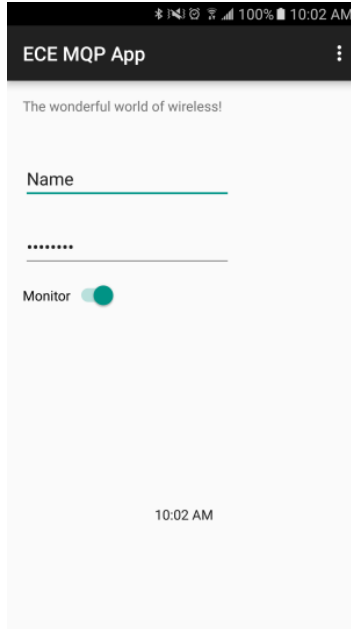 100% 10:02 AM
ECE MQP App
The wonderful world of wireless!
Name
••••••••
Monitor
10:02 AM